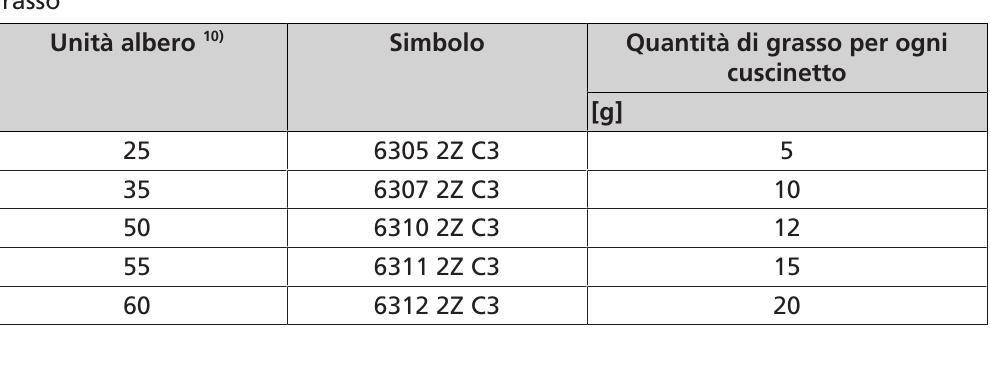 rasso
Unità albero 10) Simbolo Quantità di grasso per ogni
cuscinetto
[g]
25 6305 2Z C3 5
35 6307 2Z C3 10
50 6310 2Z C3 12
55 6311 2Z C3 15
60 6312 2Z C3 20